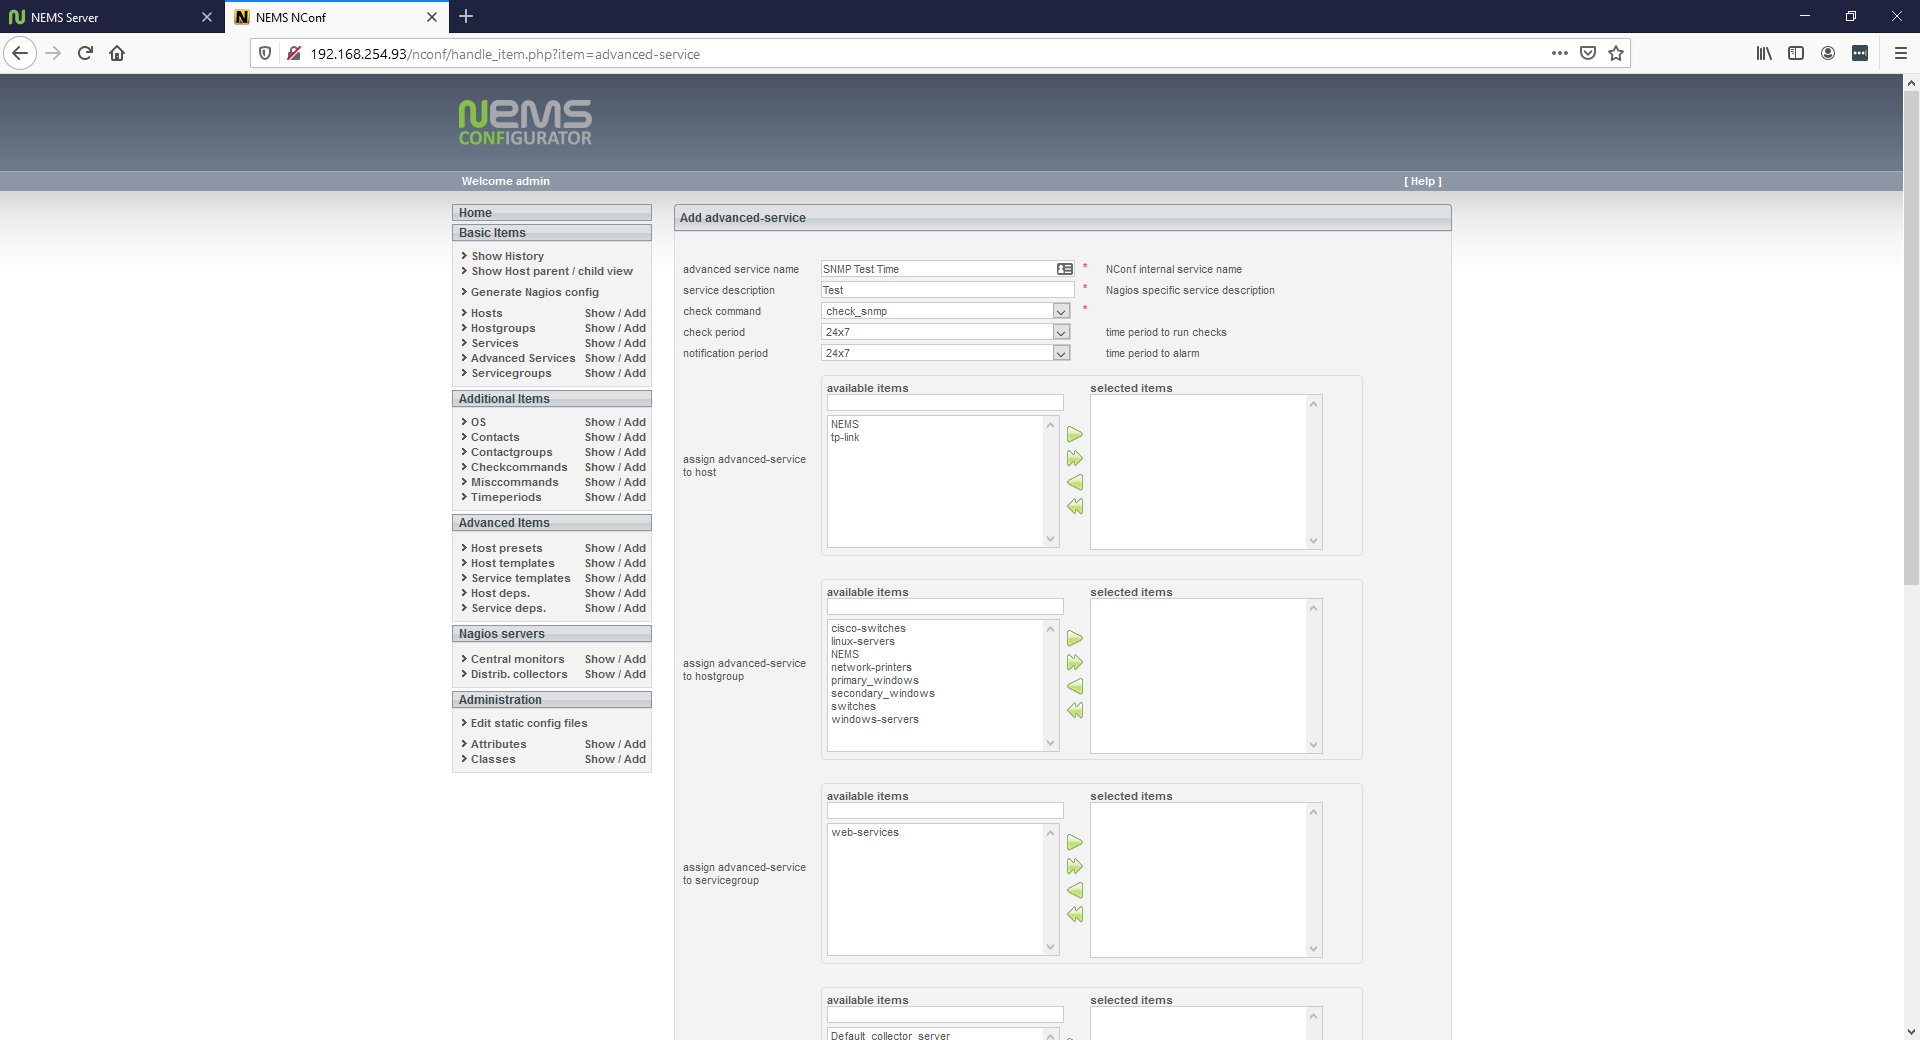 NEMS Server
NEMS NConf
192.168.254.93/nconf/handle_item.php?item=advanced-service
NEMS
CONFIGURATOR
Welcome admin
[ Help ]
Home
Basic Items
Show History
Show Host parent / child view
Generate Nagios config
Hosts Show / Add
Hostgroups Show / Add
Services Show / Add
Advanced Services Show / Add
Servicegroups Show / Add
Additional Items
OS Show / Add
Contacts Show / Add
Contactgroups Show / Add
Checkcommands Show / Add
Misccommands Show / Add
Timeperiods Show / Add
Advanced Items
Host presets Show / Add
Host templates Show / Add
Service templates Show / Add
Host deps. Show / Add
Service deps. Show / Add
Nagios servers
Central monitors Show / Add
Distrib. collectors Show / Add
Administration
Edit static config files
Attributes Show / Add
Classes Show / Add
Add advanced-service
advanced service name SNMP Test Time * NConf internal service name
service description Test * Nagios specific service description
check command check_snmp *
check period 24x7 time period to run checks
notification period 24x7 time period to alarm
assign advanced-service
to host
available items
NEMS
tp-link
selected items
assign advanced-service
to hostgroup
available items
cisco-switches
linux-servers
NEMS
network-printers
primary_windows
secondary_windows
switches
windows-servers
selected items
assign advanced-service
to servicegroup
available items
web-services
selected items
available items
Default_collector_server
selected items